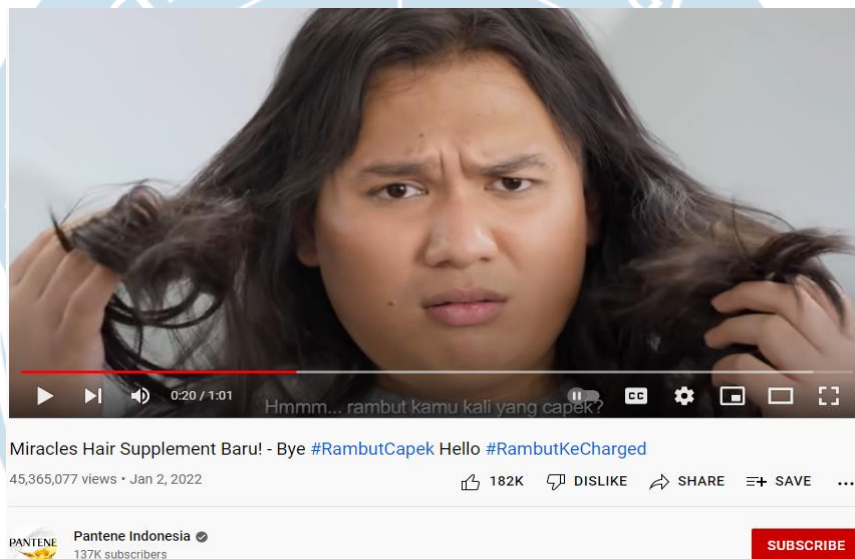 0:20 / 1:01
Hmmm... rambut kamu kali yang capek?
CC
Miracles Hair Supplement Baru! - Bye #RambutCapek Hello #RambutKeCharged
45,365,077 views • Jan 2, 2022
182K DISLIKE SHARE SAVE ...
PANTENE
Pantene Indonesia
137K subscribers
SUBSCRIBE